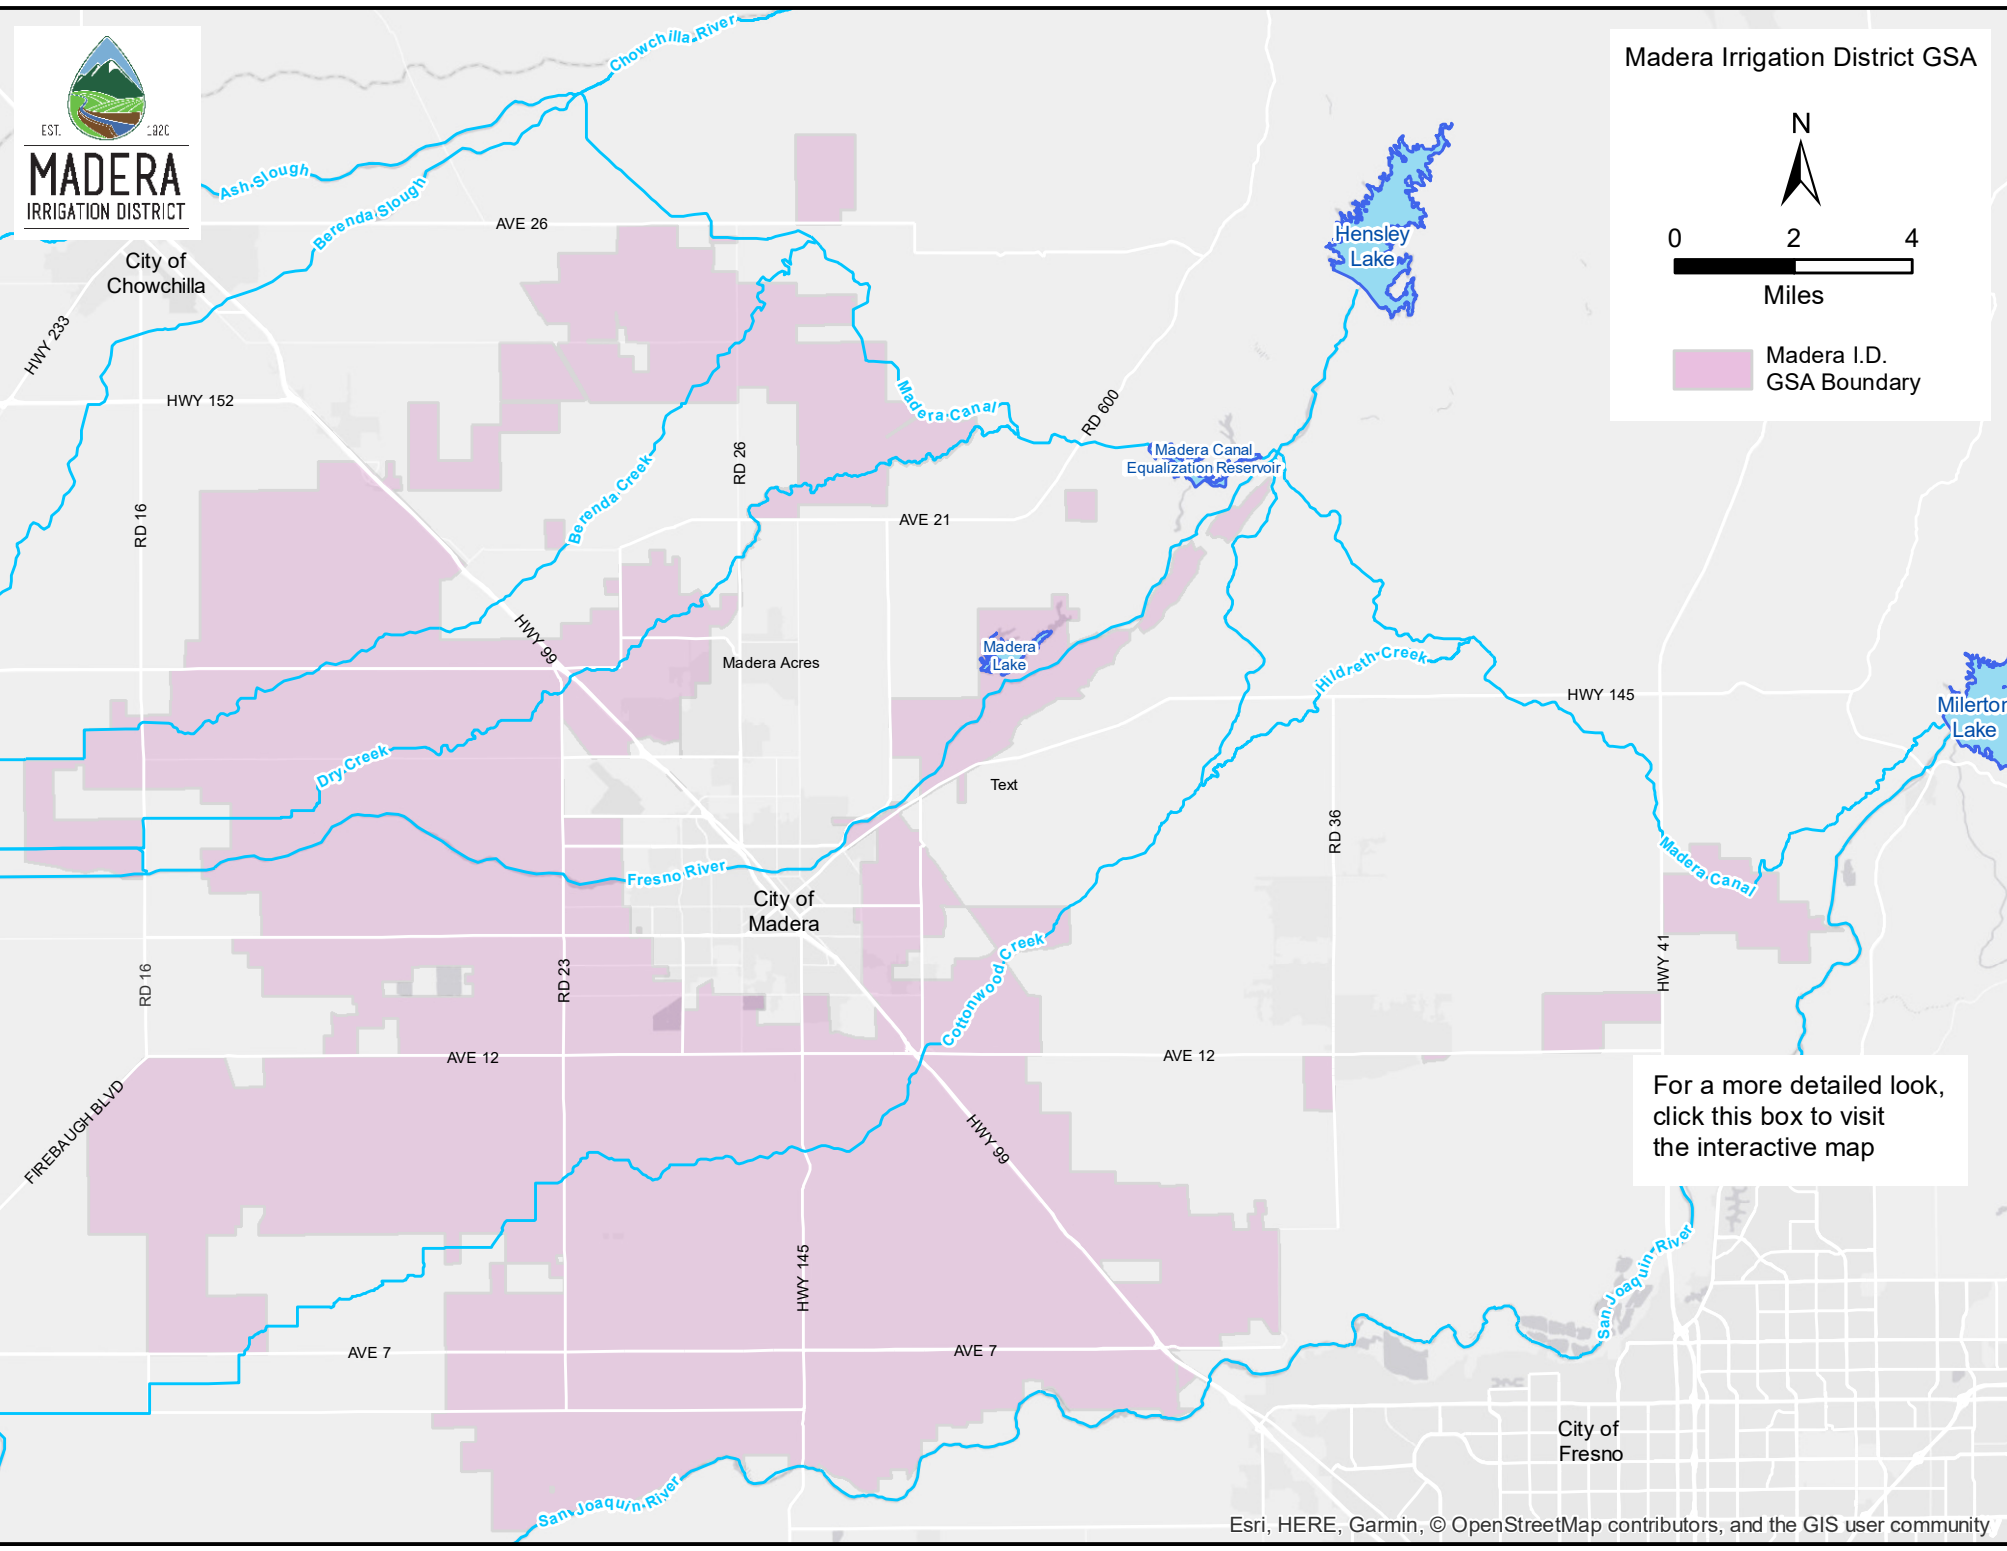 Chowchilla River
Madera Irrigation District GSA
EST.
MADERA
IRRIGATION DISTRICT
N
0 2 4
Miles
Madera I.D.
GSA Boundary
Ash Slough
Berenda Slough
AVE 26
Hensley
Lake
City of
Chowchilla
HWY 233
HWY 152
Madera Canal
RD 600
RD 26
Madera Canal
Equalization Reservoir
Berenda Creek
RD 16
AVE 21
HWY 99
Madera Acres
Madera
Lake
Hildreth Creek
HWY 145
Milerton
Lake
Dry Creek
Text
RD 36
Madera Canal
Fresno River
City of
Madera
Cottonwood Creek
HWY 41
RD 16
RD 23
AVE 12
AVE 12
FIREBAUGH BLVD
HWY 99
For a more detailed look,
click this box to visit
the interactive map
HWY 145
San Joaquin River
AVE 7
AVE 7
City of
Fresno
San Joaquin River
Esri, HERE, Garmin, © OpenStreetMap contributors, and the GIS user community